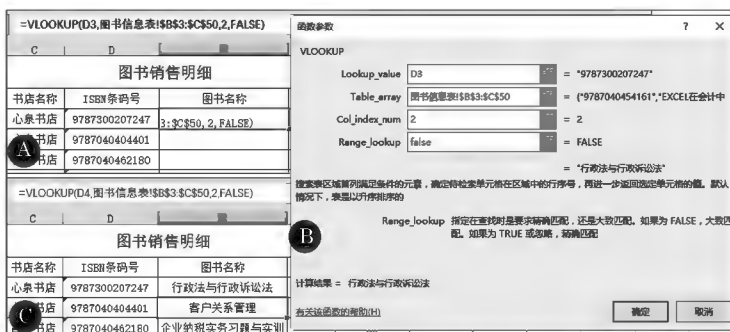 =VLOOKUP(D3,图书信息表!$B$3:$C$50,2,FALSE)
C D
图书销售明细
书店名称 ISBN条码号 图书名称
心泉书店 9787300207247 3:$C$50,2,FALSE)
书店 9787040404401
书店 9787040462180
A
=VLOOKUP(D4,图书信息表!$B$3:$C$50,2,FALSE)
C D
图书销售明细
书店名称 ISBN条码号 图书名称
心泉书店 9787300207247 行政法与行政诉讼法
书店 9787040404401 客户关系管理
书店 9787040462180 企业纳税实务习题与实训
C
函数参数 ? ×
VLOOKUP
Lookup_value D3 = "9787300207247"
Table_array 图书信息表!$B$3:$C$50 = {"9787040454161","EXCEL在会计中
Col_index_num 2 = 2
Range_lookup false = FALSE
= "行政法与行政诉讼法"
搜索表区域首列满足条件的元素，确定待检索单元格在区域中的行序号，再进一步返回选定单元格的值。默认
情况下，表是以升序排序的
Range_lookup 指定在查找时是要求精确匹配，还是大致匹配。如果为 FALSE，大致匹
配。如果为 TRUE 或忽略，精确匹配
B
计算结果 = 行政法与行政诉讼法
有关该函数的帮助(H) 确定 取消